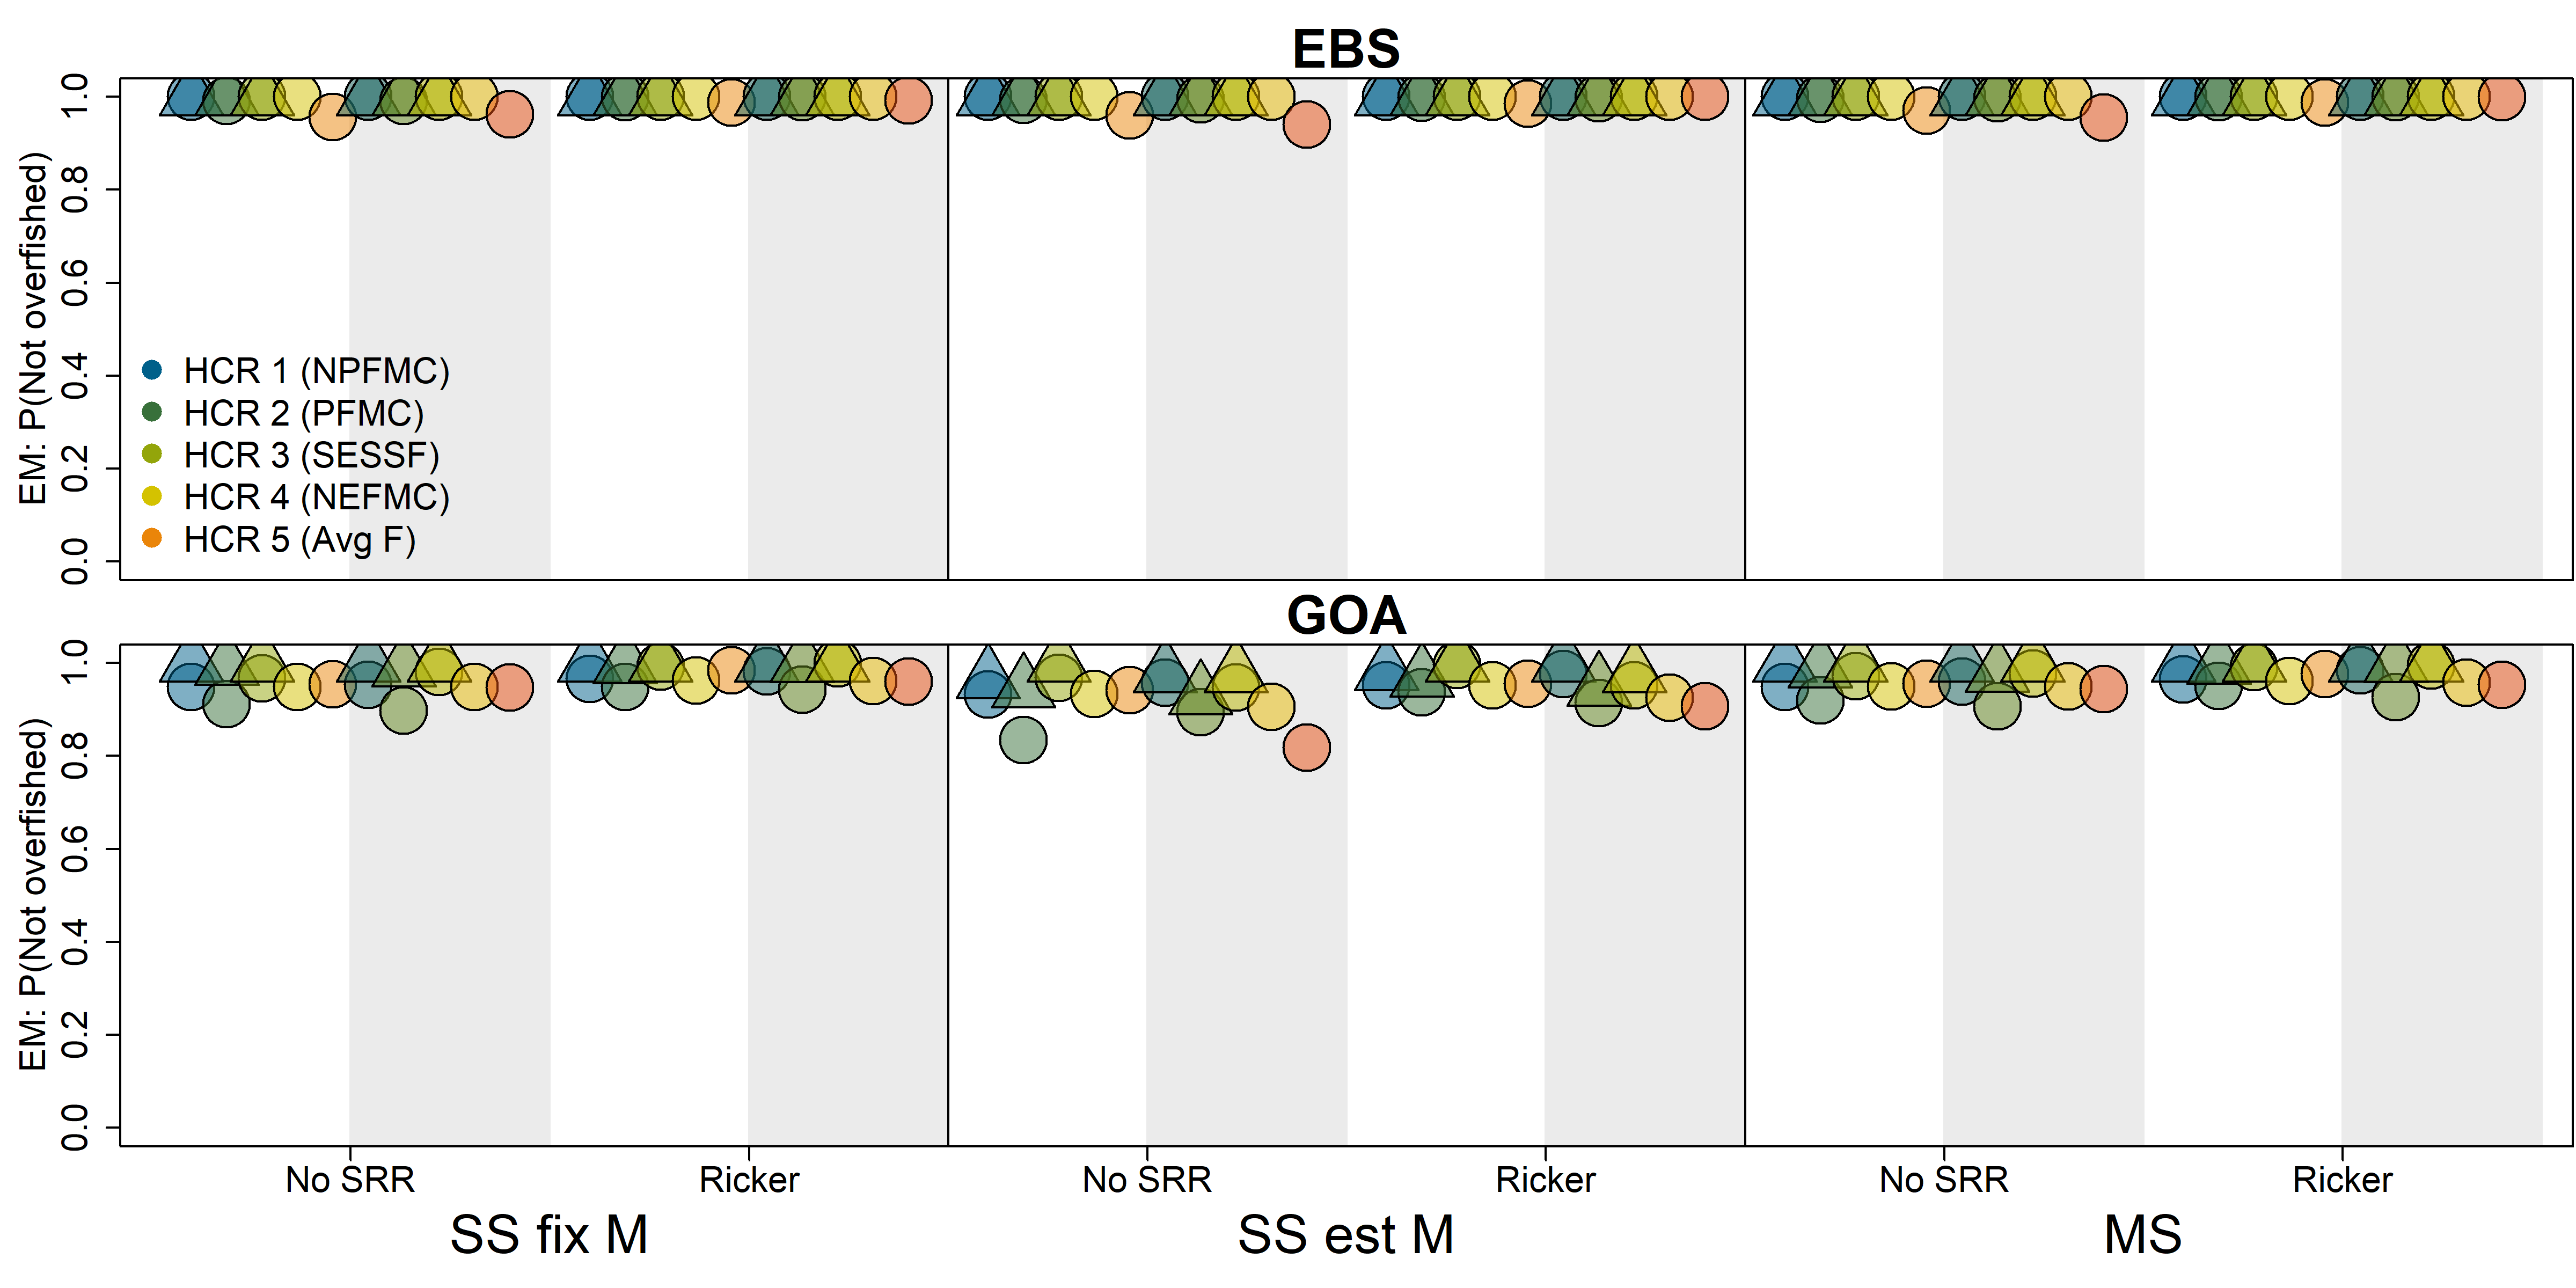 EBS
EM: P(Not overfished)
1.0
0.8
0.6
0.4
0.2
0.0
HCR 1 (NPFMC)
HCR 2 (PFMC)
HCR 3 (SESSF)
HCR 4 (NEFMC)
HCR 5 (Avg F)
GOA
EM: P(Not overfished)
1.0
0.8
0.6
0.4
0.2
0.0
No SRR Ricker No SRR Ricker No SRR Ricker
SS fix M SS est M MS